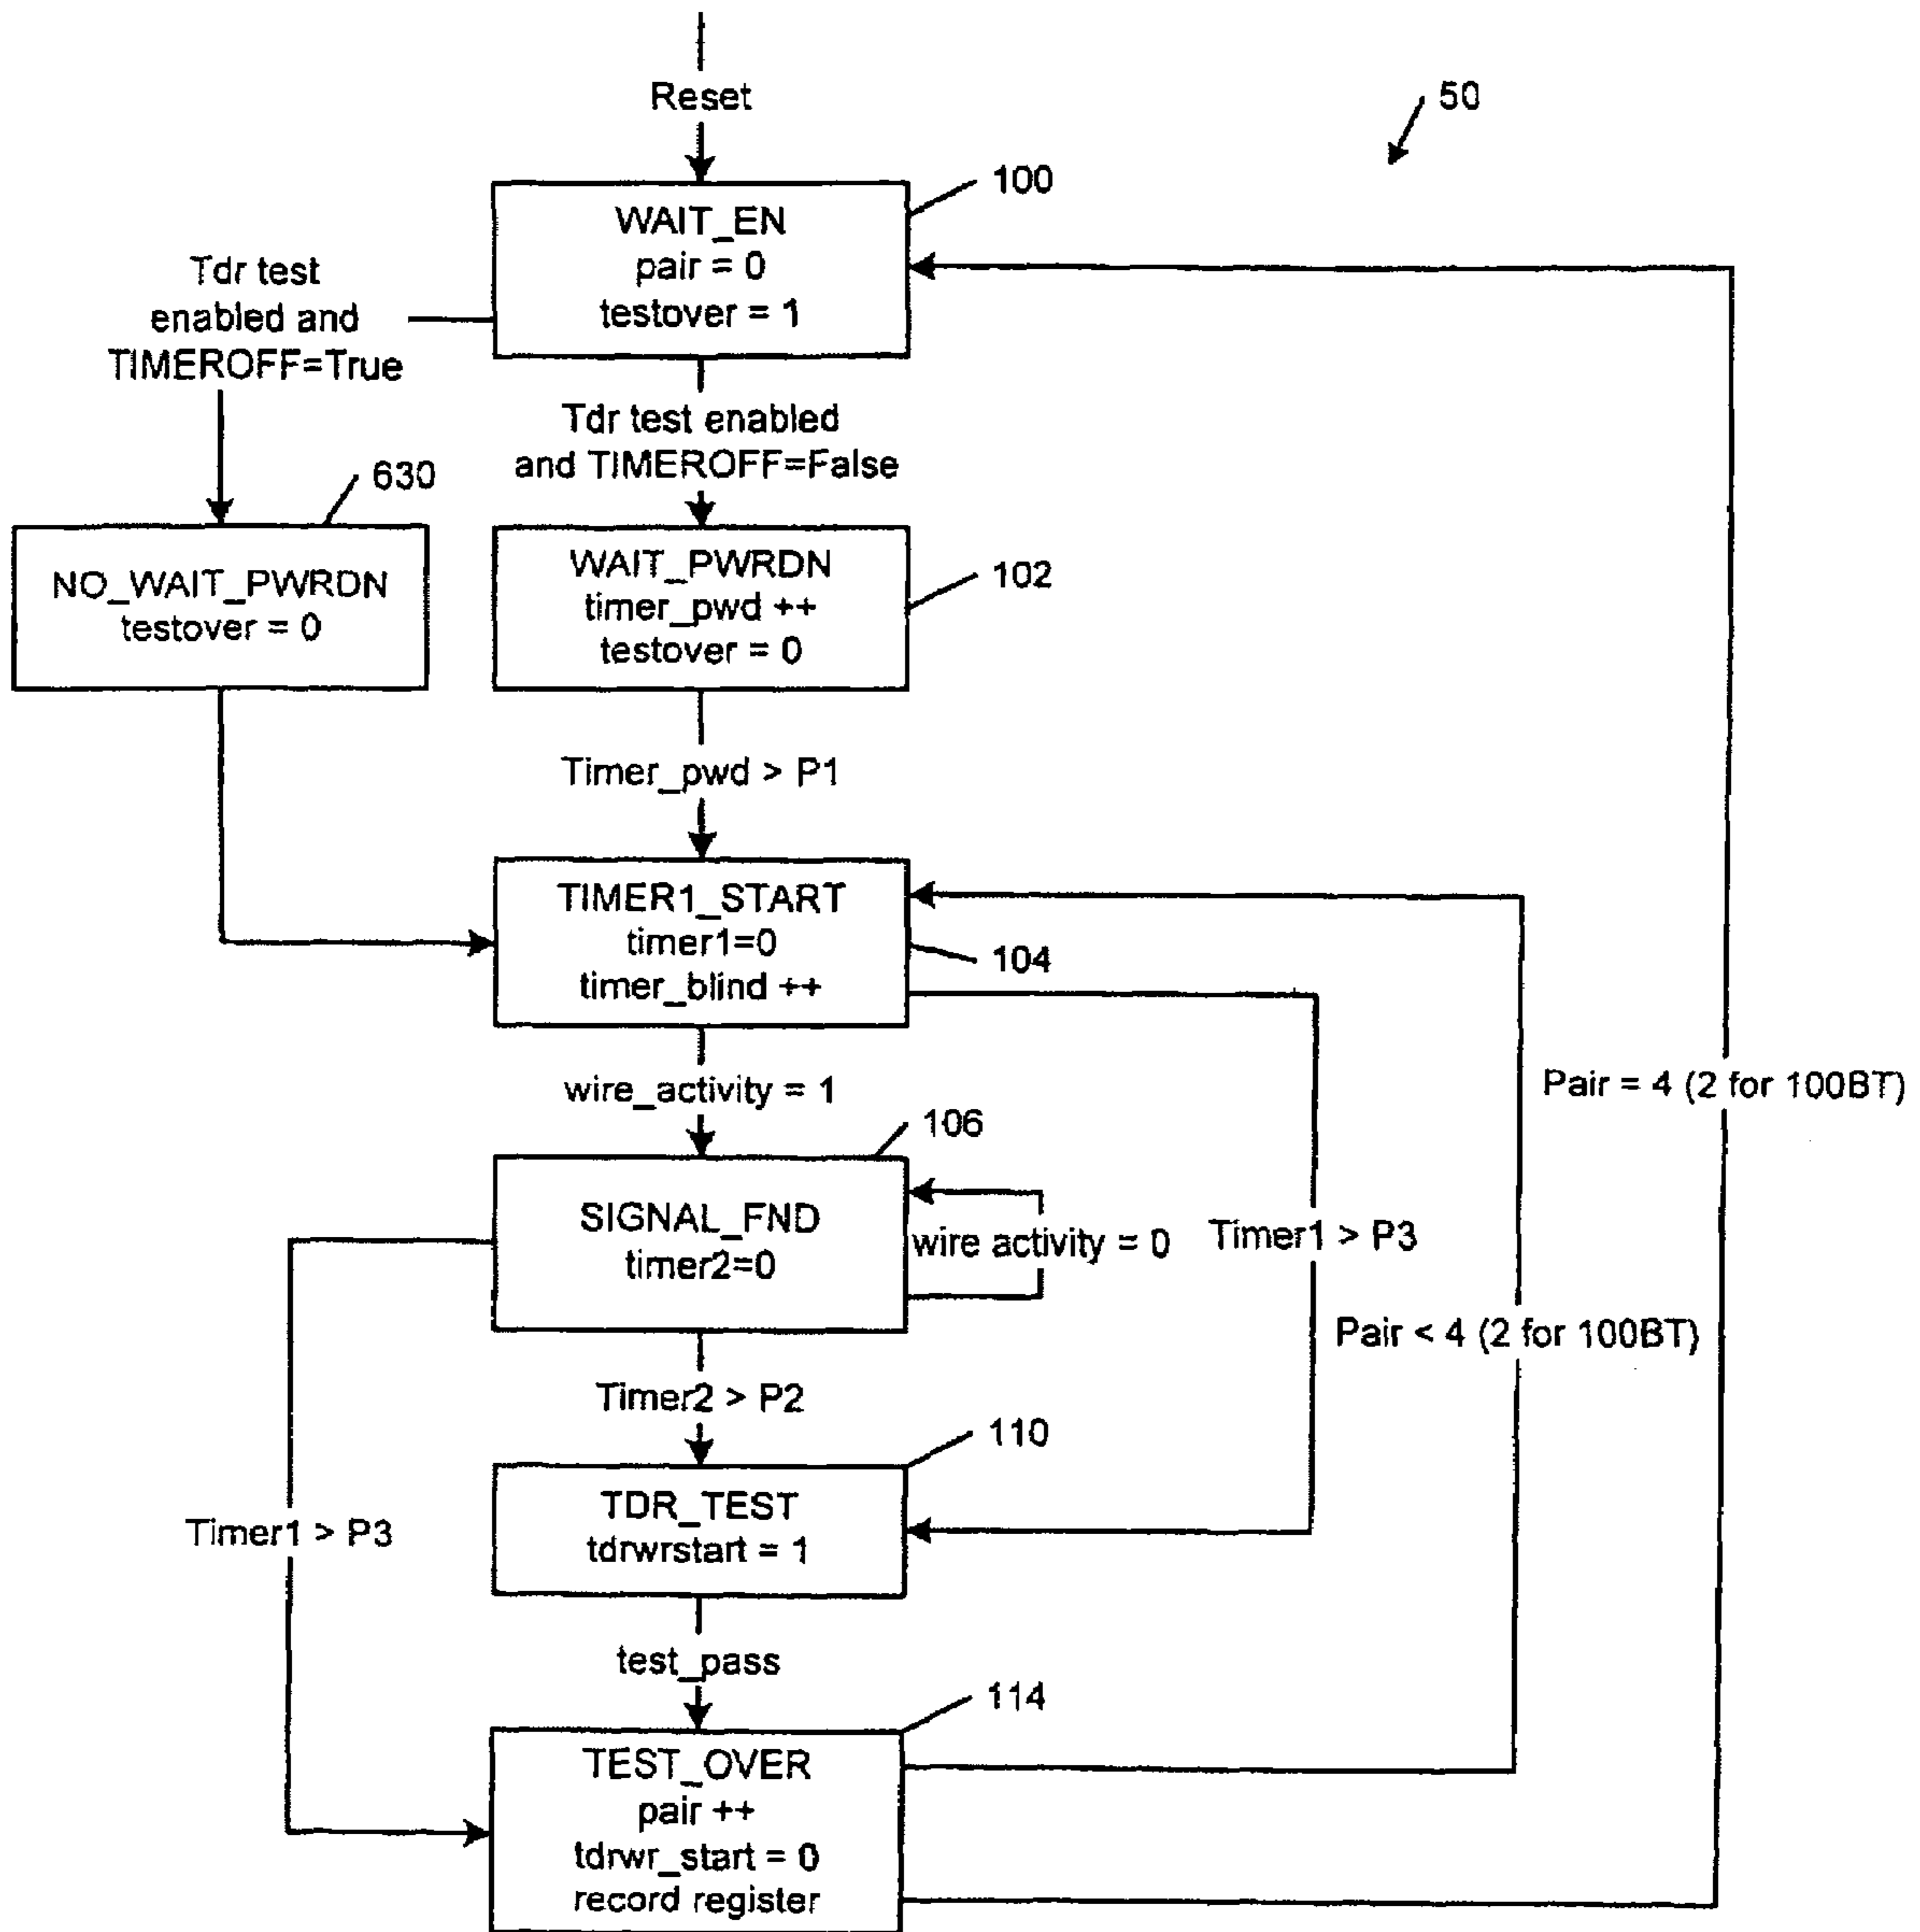 Reset
50
100
WAIT_EN
pair = 0
testover = 1
Tdr test
enabled and
TIMEROFF=True
Tdr test enabled
and TIMEROFF=False
630
NO_WAIT_PWRDN
testover = 0
WAIT_PWRDN
timer_pwd ++
testover = 0
102
Timer_pwd > P1
TIMER1_START
timer1=0
timer_blind ++
104
wire_activity = 1
Pair = 4 (2 for 100BT)
106
SIGNAL_FND
timer2=0
wire activity = 0
Timer1 > P3
Pair < 4 (2 for 100BT)
Timer2 > P2
110
TDR_TEST
tdrwrstart = 1
Timer1 > P3
test_pass
114
TEST_OVER
pair ++
tdrwr_start = 0
record register